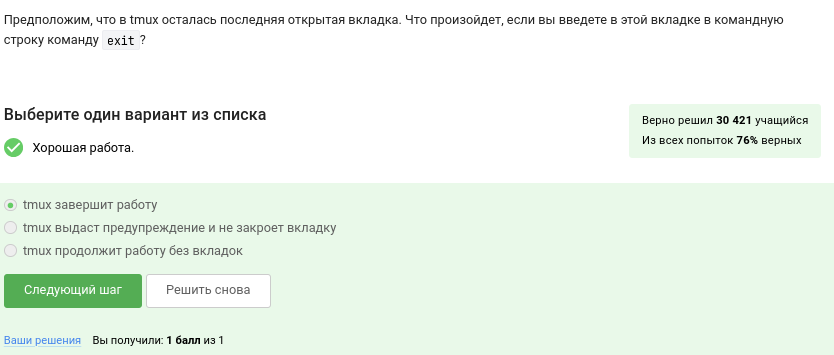 Предположим, что в tmux осталась последняя открытая вкладка. Что произойдет, если вы введете в этой вкладке в командную
строку команду exit ?
Выберите один вариант из списка
Верно решил 30 421 учащийся
Из всех попыток 76% верных
Хорошая работа.
tmux завершит работу
tmux выдаст предупреждение и не закроет вкладку
tmux продолжит работу без вкладок
Следующий шаг Решить снова
Ваши решения Вы получили: 1 балл из 1